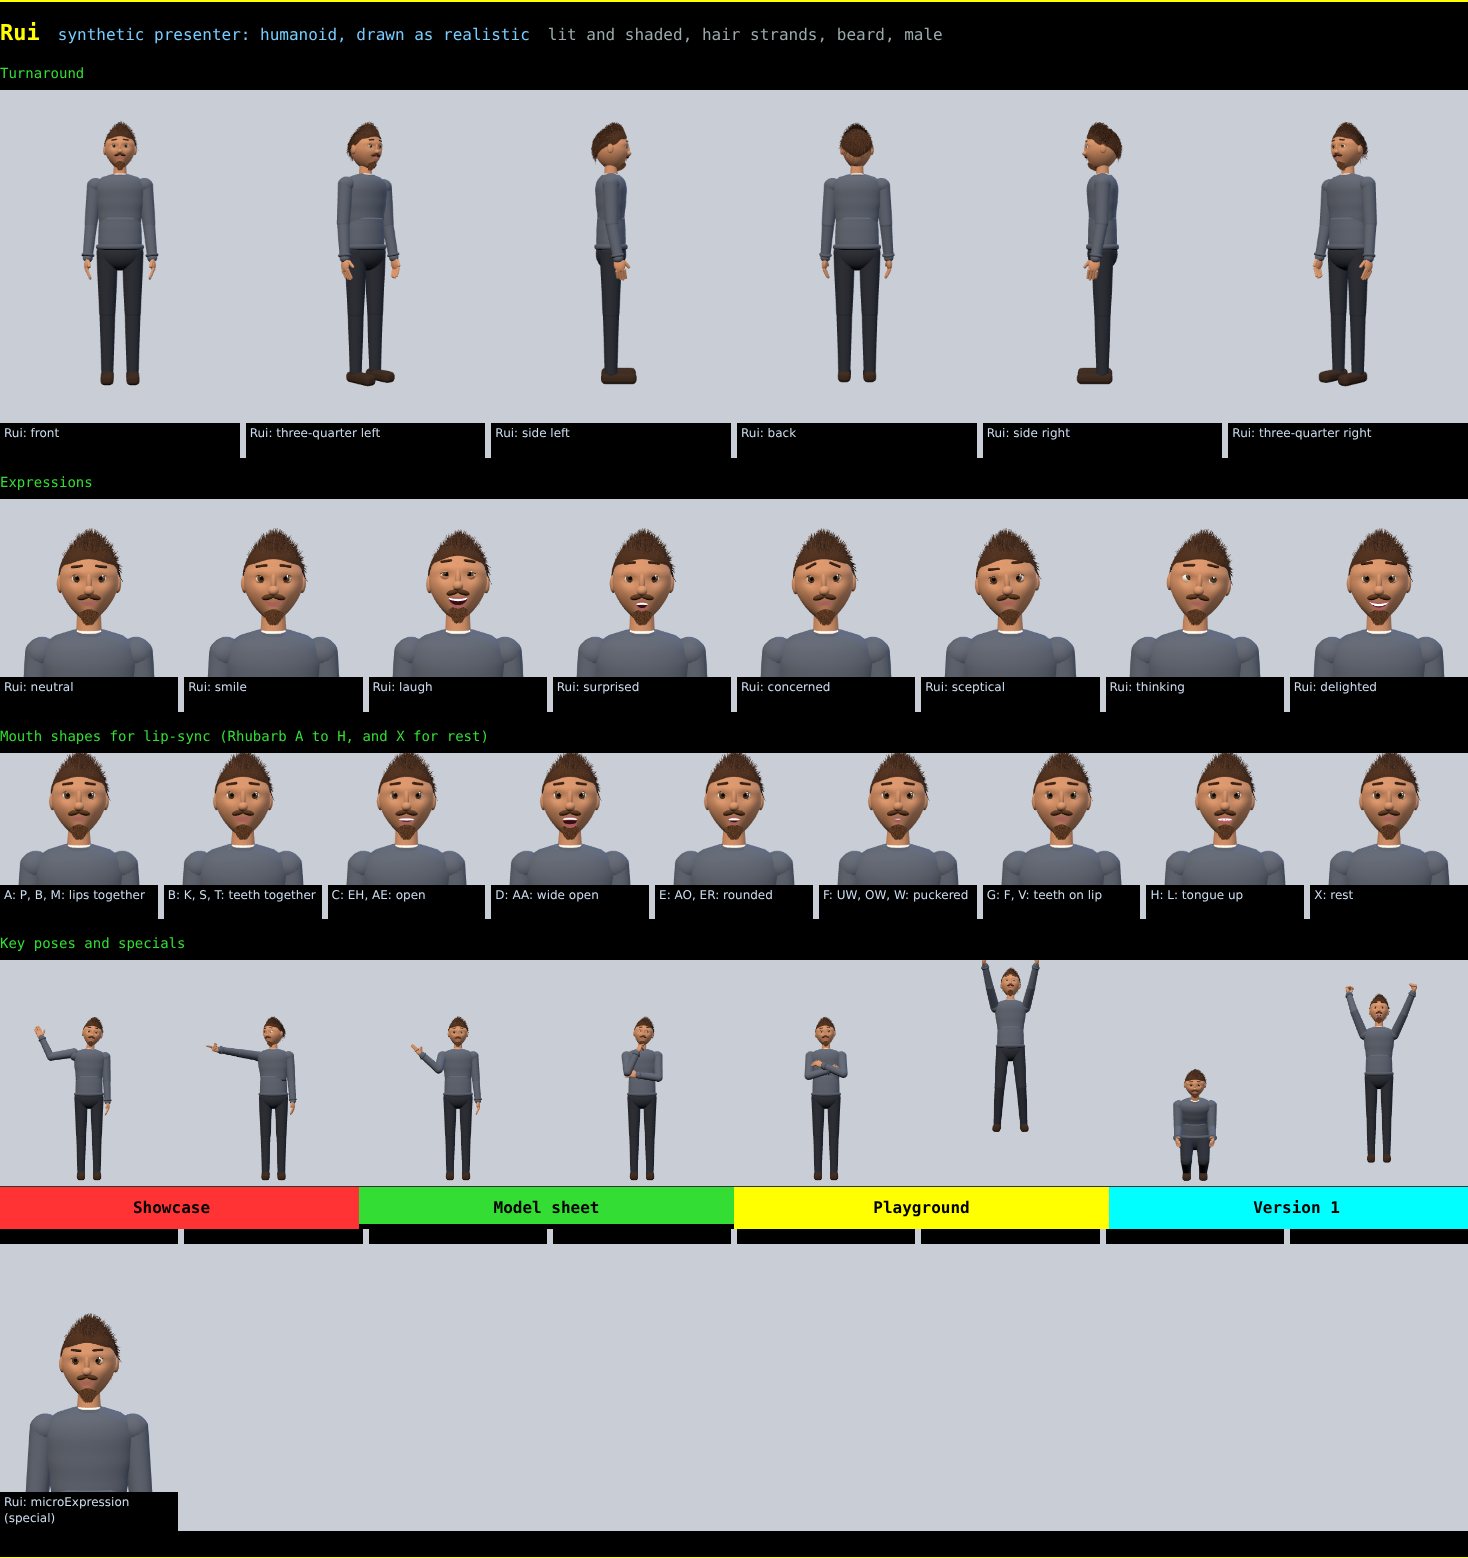 Rui synthetic presenter: humanoid, drawn as realistic lit and shaded, hair strands, beard, male
Turnaround
Rui: front
Rui: three-quarter left
Rui: side left
Rui: back
Rui: side right
Rui: three-quarter right
Expressions
Rui: neutral
Rui: smile
Rui: laugh
Rui: surprised
Rui: concerned
Rui: sceptical
Rui: thinking
Rui: delighted
Mouth shapes for lip-sync (Rhubarb A to H, and X for rest)
A: P, B, M: lips together
B: K, S, T: teeth together
C: EH, AE: open
D: AA: wide open
E: AO, ER: rounded
F: UW, OW, W: puckered
G: F, V: teeth on lip
H: L: tongue up
X: rest
Key poses and specials
Showcase
Model sheet
Playground
Version 1
Rui: microExpression
(special)